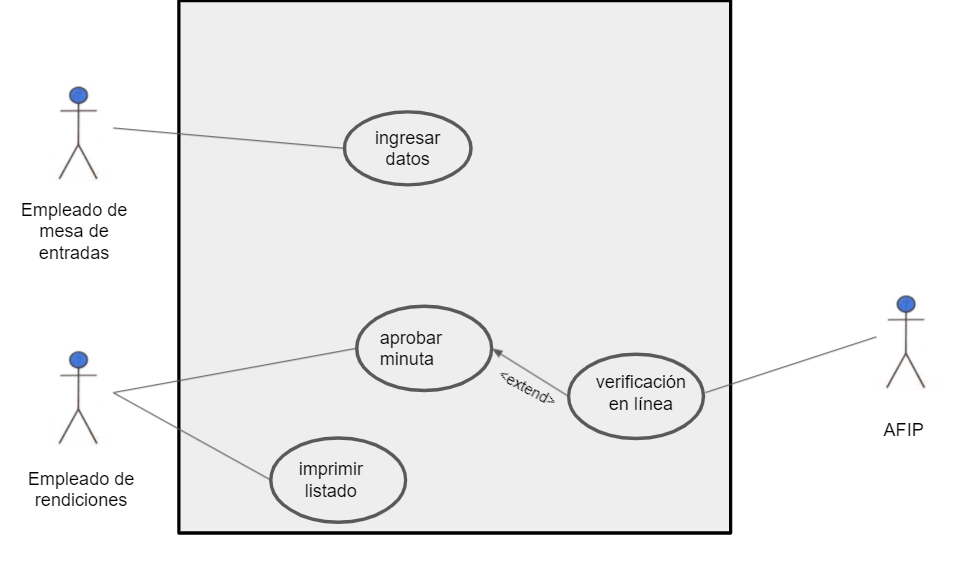 ingresar
datos
Empleado de
mesa de
entradas
aprobar
minuta
<extend>
verificación
en línea
AFIP
imprimir
listado
Empleado de
rendiciones